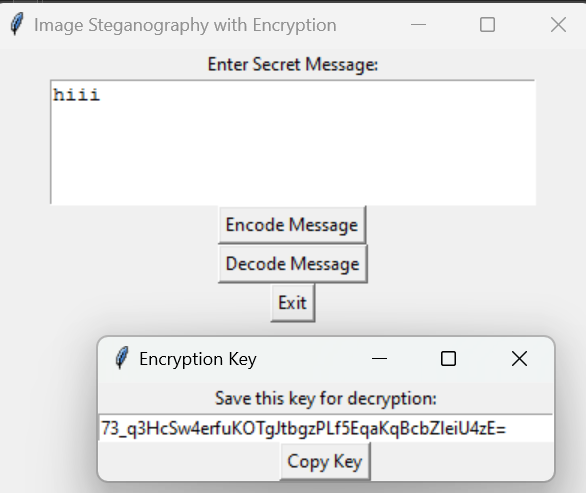 Image Steganography with Encryption
Enter Secret Message:
hiii
Encode Message
Decode Message
Exit
Encryption Key
Save this key for decryption:
73_q3HcSw4erfuKOTgJtbgzPLf5EqaKqBcbZIeiU4zE=
Copy Key